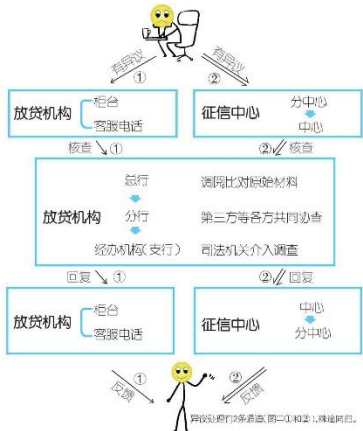 有异议 ① ② 有异议
放贷机构 柜台 客服电话
征信中心 分中心 中心
核查 ① ② 核查
放贷机构
总行 调阅比对原始材料
分行 第三方等各方共同协查
经办机构(支行) 司法机关介入调查
回复 ① ② 回复
放贷机构 柜台 客服电话
征信中心 中心 分中心
反馈 ① ② 反馈
异议处理有2条通道(图二①和②),殊途同归。